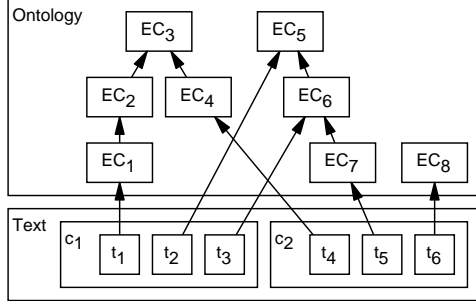 Ontology
EC3 EC5
EC2 EC4 EC6
EC1 EC7 EC8
Text
c1 t1 t2 t3 c2 t4 t5 t6